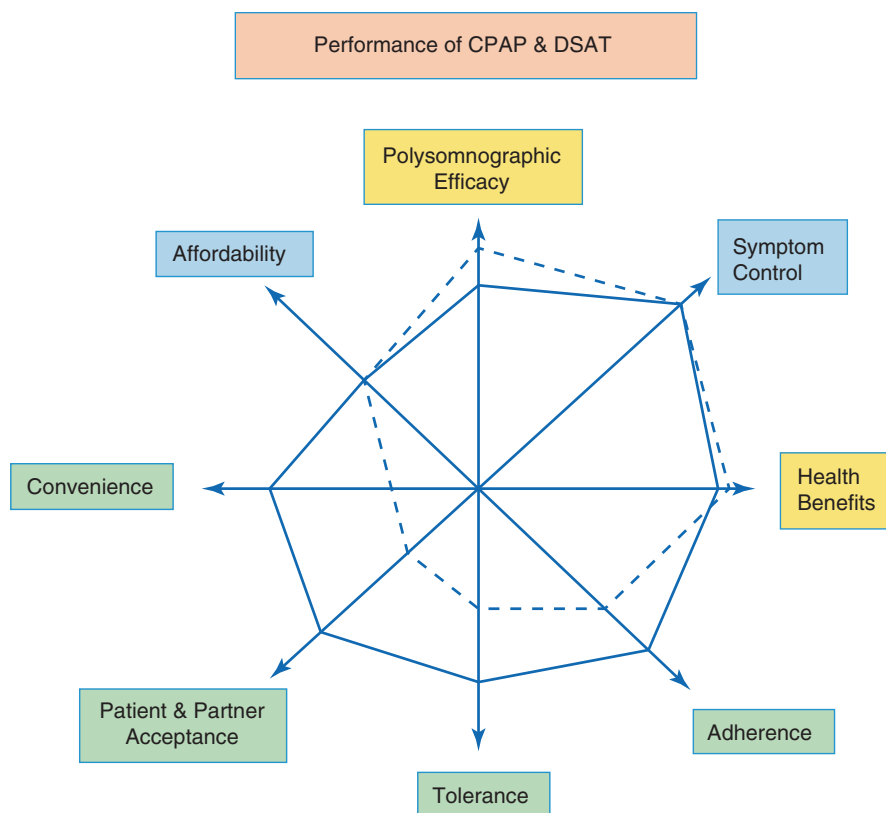 Performance of CPAP & DSAT
Polysomnographic
Efficacy
Affordability
Symptom
Control
Convenience
Health
Benefits
Patient & Partner
Acceptance
Adherence
Tolerance